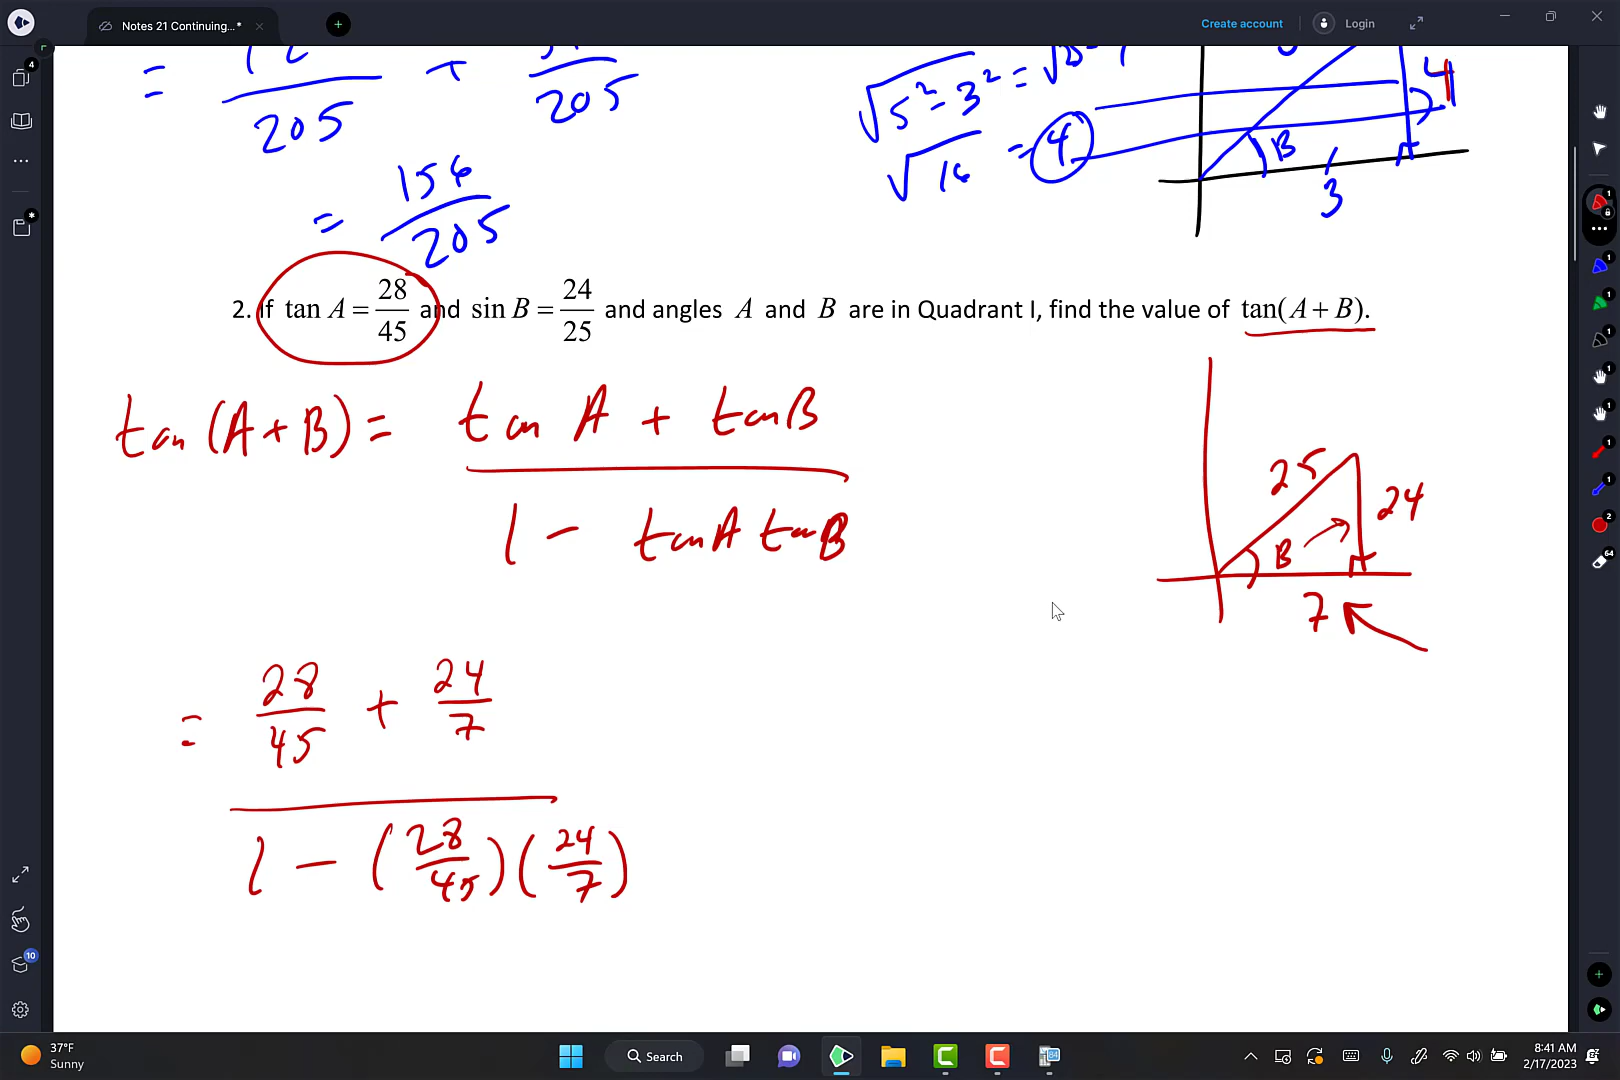 Notes 21 Continuing...*
Create account
Login
= 12/205 + /205
√5² - 3² = √
√16 = 4
4
B
3
= 156/205
2. If tan A = 28/45 and sin B = 24/25 and angles A and B are in Quadrant I, find the value of tan(A + B).
tan (A + B) = tan A + tan B
1 - tan A tan B
25
24
B
7
= 28/45 + 24/7
1 - (28/45)(24/7)
37°F
Sunny
Search
8:41 AM
2/17/2023